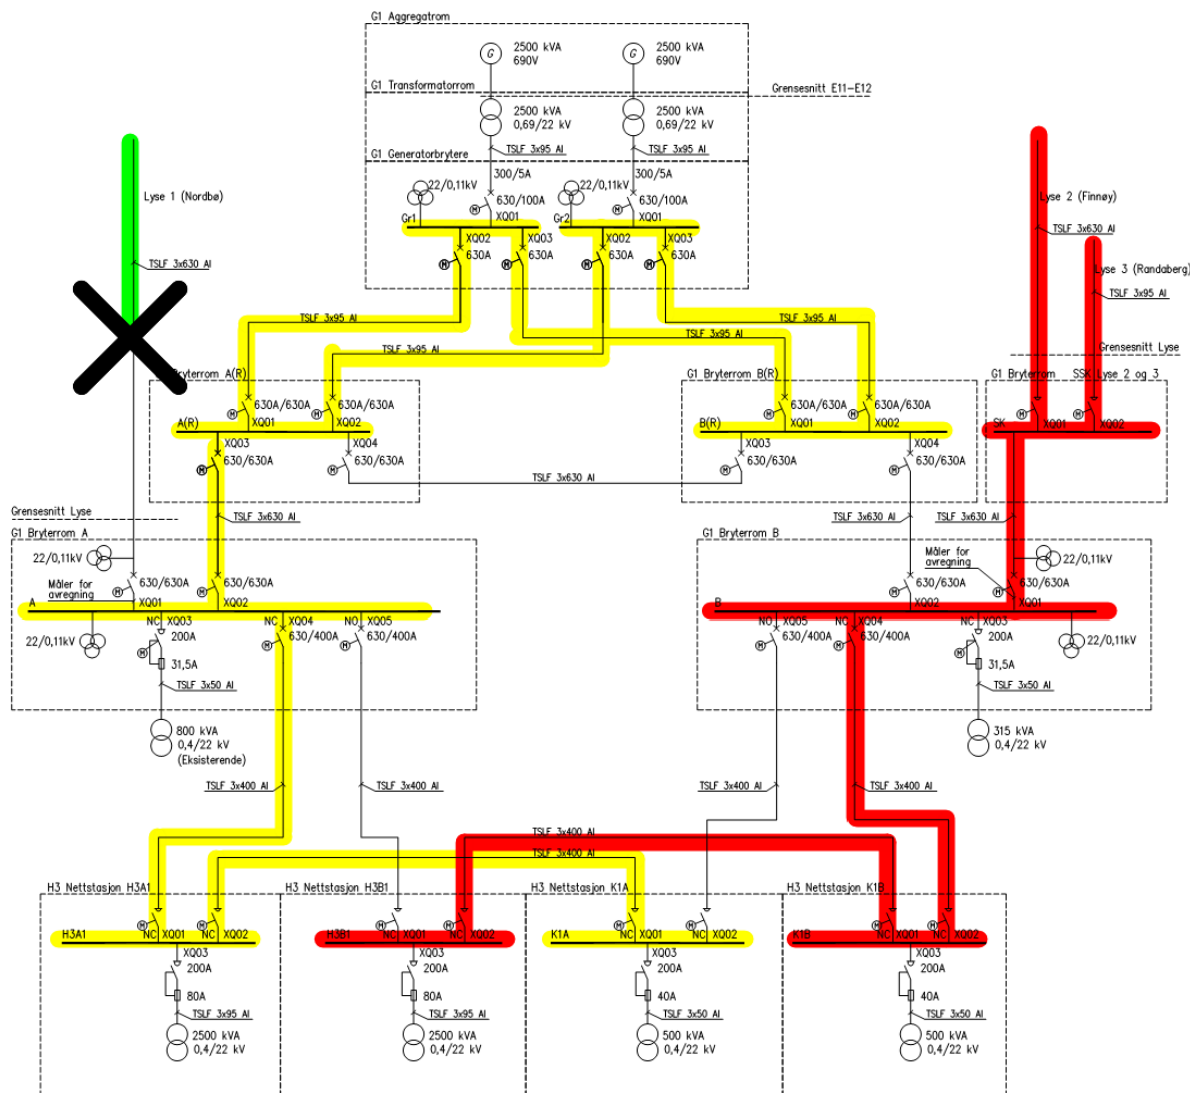 G1 Aggregatrom
G
2500 kVA
690V
G
2500 kVA
690V
G1 Transformatorrom
Grensesnitt E11-E12
2500 kVA
0,69/22 kV
2500 kVA
0,69/22 kV
TSLF 3x95 Al
TSLF 3x95 Al
G1 Generatorbrytere
300/5A
300/5A
22/0,11kV
630/100A
22/0,11kV
630/100A
M
M
Gr1
XQ01
Gr2
XQ01
XQ02
XQ03
XQ02
XQ03
M
630A
M
630A
M
630A
M
630A
Lyse 1 (Nordbø)
Lyse 2 (Finnøy)
TSLF 3x630 Al
TSLF 3x630 Al
Lyse 3 (Randaberg)
TSLF 3x95 Al
TSLF 3x95 Al
TSLF 3x95 Al
TSLF 3x95 Al
TSLF 3x95 Al
Grensesnitt Lyse
Bryterrom A(R)
G1 Bryterrom B(R)
G1 Bryterrom
SSK Lyse 2 og 3
630A/630A
630A/630A
630A/630A
630A/630A
M
M
M
M
M
M
A(R)
XQ01
XQ02
B(R)
XQ01
XQ02
SK
XQ01
XQ02
XQ03
XQ04
XQ03
XQ04
M
630/630A
M
630/630A
M
630/630A
M
630/630A
TSLF 3x630 Al
Grensesnitt Lyse
TSLF 3x630 Al
TSLF 3x630 Al
TSLF 3x630 Al
G1 Bryterrom A
G1 Bryterrom B
22/0,11kV
Måler for
avregning
22/0,11kV
Måler for
avregning
M
630/630A
M
630/630A
M
630/630A
M
630/630A
A
XQ01
XQ02
B
XQ02
XQ01
22/0,11kV
NC
XQ03
200A
M
31,5A
NC
XQ04
630/400A
M
NO
XQ05
630/400A
M
NO
XQ05
630/400A
M
NC
XQ04
630/400A
M
NC
XQ03
200A
M
31,5A
22/0,11kV
TSLF 3x50 Al
TSLF 3x50 Al
800 kVA
0,4/22 kV
(Eksisterende)
315 kVA
0,4/22 kV
TSLF 3x400 Al
TSLF 3x400 Al
TSLF 3x400 Al
TSLF 3x400 Al
TSLF 3x400 Al
TSLF 3x400 Al
H3 Nettstasjon H3A1
H3 Nettstasjon H3B1
H3 Nettstasjon K1A
H3 Nettstasjon K1B
M
M
M
M
M
M
M
M
H3A1
NC
XQ01
NC
XQ02
H3B1
NC
XQ01
NC
XQ02
K1A
NC
XQ01
NC
XQ02
K1B
NC
XQ01
NC
XQ02
XQ03
XQ03
XQ03
XQ03
200A
200A
200A
200A
80A
80A
40A
40A
TSLF 3x95 Al
TSLF 3x95 Al
TSLF 3x50 Al
TSLF 3x50 Al
2500 kVA
0,4/22 kV
2500 kVA
0,4/22 kV
500 kVA
0,4/22 kV
500 kVA
0,4/22 kV